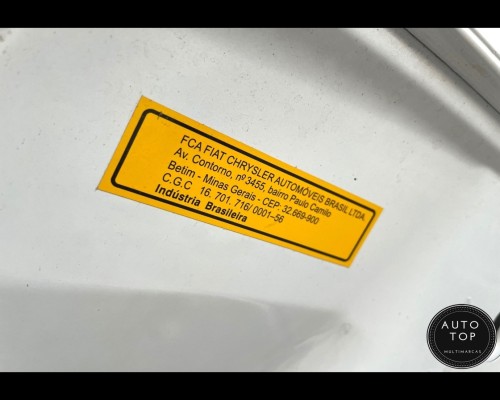 FCA FIAT CHRYSLER AUTOMÓVEIS BRASIL LTDA.
Av. Contorno, nº 3455, bairro Paulo Camilo
Betim - Minas Gerais - CEP: 32.669-900
C.G.C 16. 701. 716/ 0001-56
Indústria Brasileira
AUTO
TOP
MULTIMARCAS